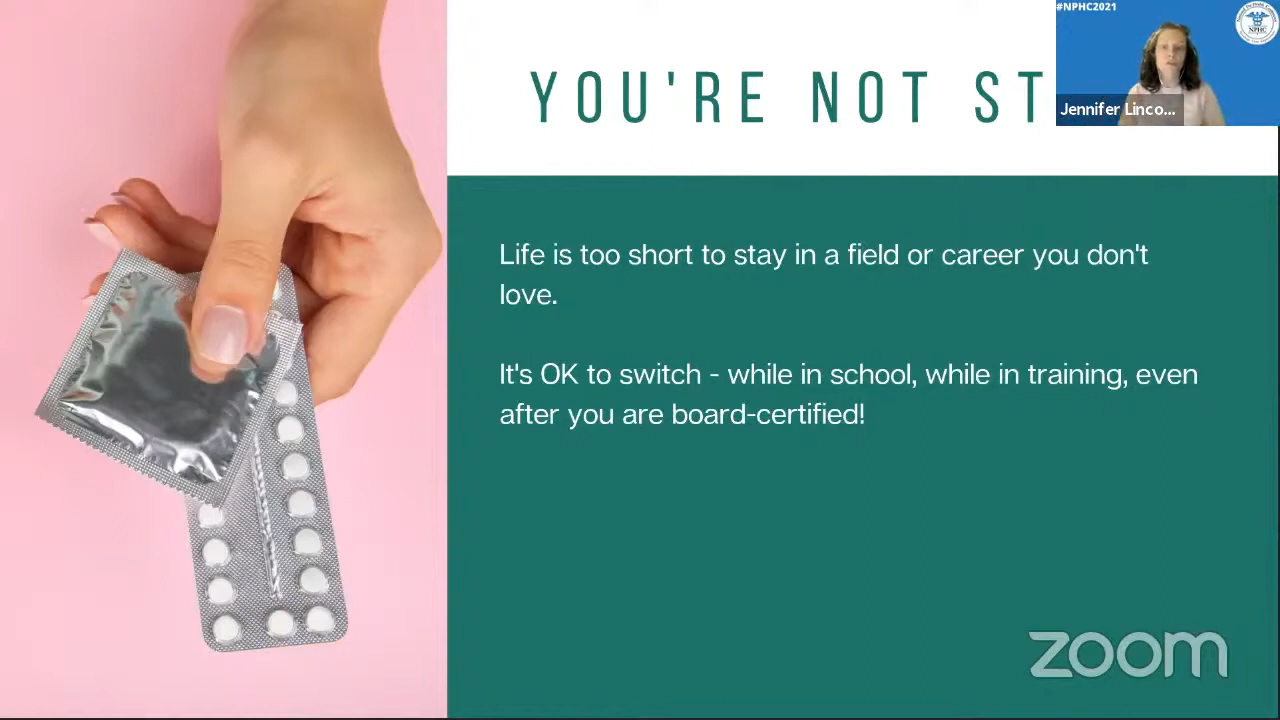 #NPHC2021
NPHC
YOU'RE NOT ST
Jennifer Linco...
Life is too short to stay in a field or career you don't
love.
It's OK to switch - while in school, while in training, even
after you are board-certified!
zoom